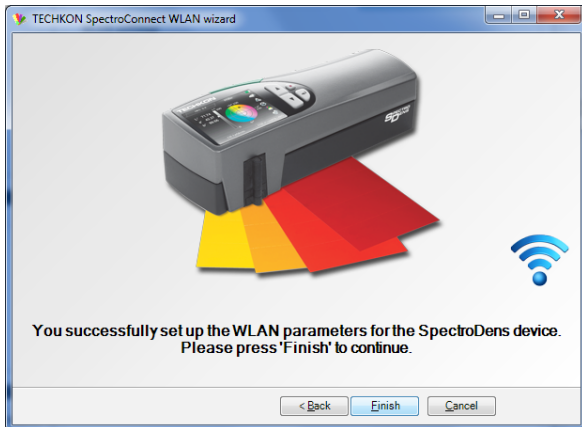 TECHKON SpectroConnect WLAN wizard
TECHKON
You successfully set up the WLAN parameters for the SpectroDens device.
Please press 'Finish' to continue.
< Back
Finish
Cancel